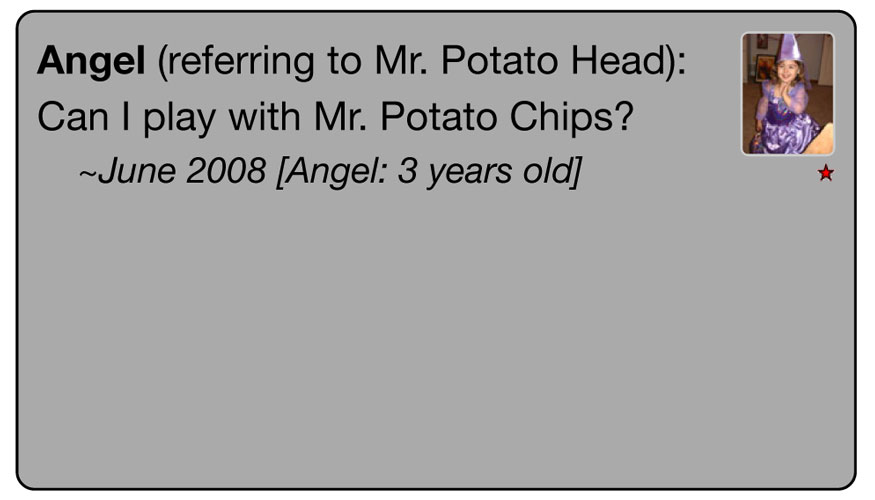 Angel (referring to Mr. Potato Head):
Can I play with Mr. Potato Chips?
~June 2008 [Angel: 3 years old]